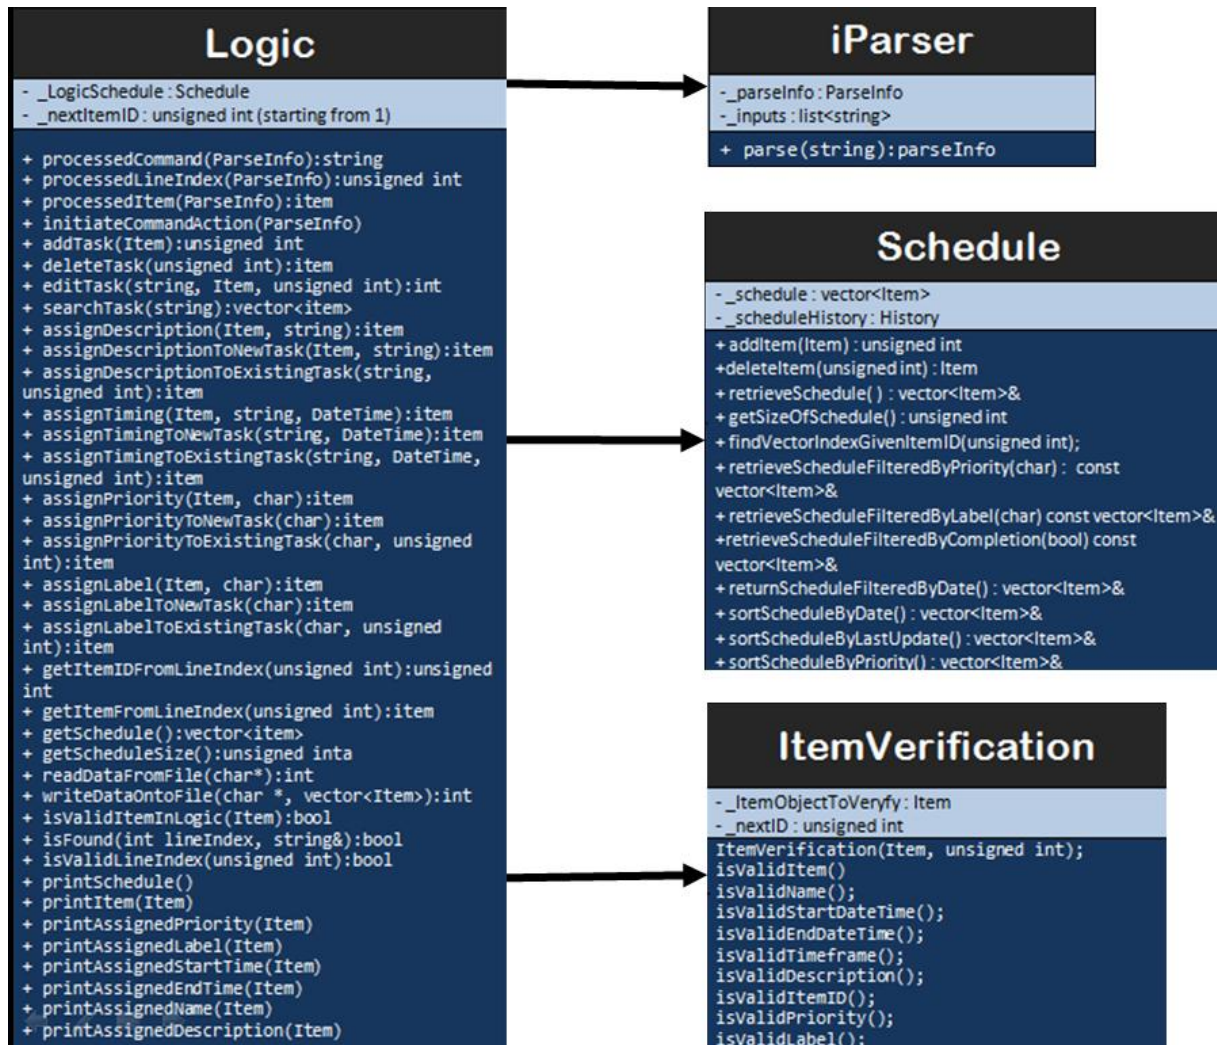 Logic
- _LogicSchedule : Schedule
- _nextItemID : unsigned int (starting from 1)
+ processedCommand(ParseInfo):string
+ processedLineIndex(ParseInfo):unsigned int
+ processedItem(ParseInfo):item
+ initiateCommandAction(ParseInfo)
+ addTask(Item):unsigned int
+ deleteTask(unsigned int):item
+ editTask(string, Item, unsigned int):int
+ searchTask(string):vector<item>
+ assignDescription(Item, string):item
+ assignDescriptionToNewTask(Item, string):item
+ assignDescriptionToExistingTask(string,
unsigned int):item
+ assignTiming(Item, string, DateTime):item
+ assignTimingToNewTask(string, DateTime):item
+ assignTimingToExistingTask(string, DateTime,
unsigned int):item
+ assignPriority(Item, char):item
+ assignPriorityToNewTask(char):item
+ assignPriorityToExistingTask(char, unsigned
int):item
+ assignLabel(Item, char):item
+ assignLabelToNewTask(char):item
+ assignLabelToExistingTask(char, unsigned
int):item
+ getItemIDFromLineIndex(unsigned int):unsigned
int
+ getItemFromLineIndex(unsigned int):item
+ getSchedule():vector<item>
+ getScheduleSize():unsigned inta
+ readDataFromFile(char*):int
+ writeDataOntoFile(char *, vector<Item>):int
+ isValidItemInLogic(Item):bool
+ isFound(int lineIndex, string&):bool
+ isValidLineIndex(unsigned int):bool
+ printSchedule()
+ printItem(Item)
+ printAssignedPriority(Item)
+ printAssignedLabel(Item)
+ printAssignedStartTime(Item)
+ printAssignedEndTime(Item)
+ printAssignedName(Item)
+ printAssignedDescription(Item)
iParser
-_parseInfo : ParseInfo
-_inputs : list<string>
+ parse(string):parseInfo
Schedule
- _schedule : vector<Item>
- _scheduleHistory : History
+ addItem(Item) : unsigned int
+deleteItem(unsigned int) : Item
+ retrieveSchedule( ) : vector<Item>&
+ getSizeOfSchedule() : unsigned int
+ findVectorIndexGivenItemID(unsigned int);
+ retrieveScheduleFilteredByPriority(char) : const
vector<Item>&
+ retrieveScheduleFilteredByLabel(char) const vector<Item>&
+retrieveScheduleFilteredByCompletion(bool) const
vector<Item>&
+ returnScheduleFilteredByDate() : vector<Item>&
+ sortScheduleByDate() : vector<Item>&
+ sortScheduleByLastUpdate() : vector<Item>&
+ sortScheduleByPriority() : vector<Item>&
ItemVerification
- _ItemObjectToVeryfy : Item
- _nextID : unsigned int
ItemVerification(Item, unsigned int);
isValidItem()
isValidName();
isValidStartDateTime();
isValidEndDateTime();
isValidTimeframe();
isValidDescription();
isValidItemID();
isValidPriority();
isValidLabel();